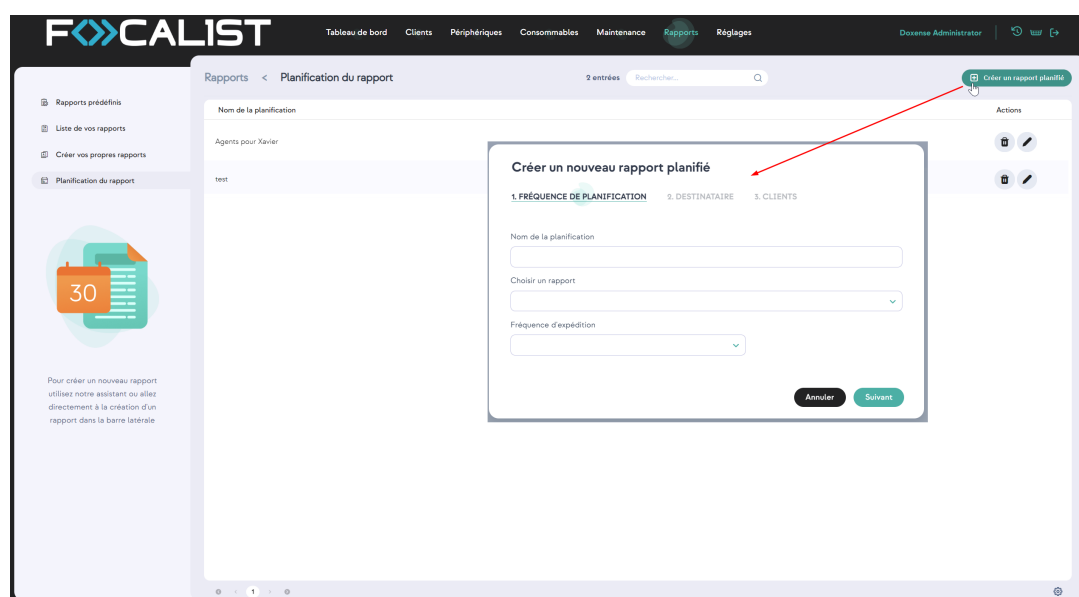 FOCALIST
Tableau de bord Clients Périphériques Consommables Maintenance Rapports Réglages Doxense Administrator
Rapports < Planification du rapport 2 entrées Rechercher... Créer un rapport planifié
Rapports prédéfinis
Liste de vos rapports
Créer vos propres rapports
Planification du rapport
30
Pour créer un nouveau rapport
utilisez notre assistant ou allez
directement à la création d'un
rapport dans la barre latérale
Nom de la planification Actions
Agents pour Xavier
test
Créer un nouveau rapport planifié
1. FRÉQUENCE DE PLANIFICATION 2. DESTINATAIRE 3. CLIENTS
Nom de la planification
Choisir un rapport
Fréquence d'expédition
Annuler Suivant
1